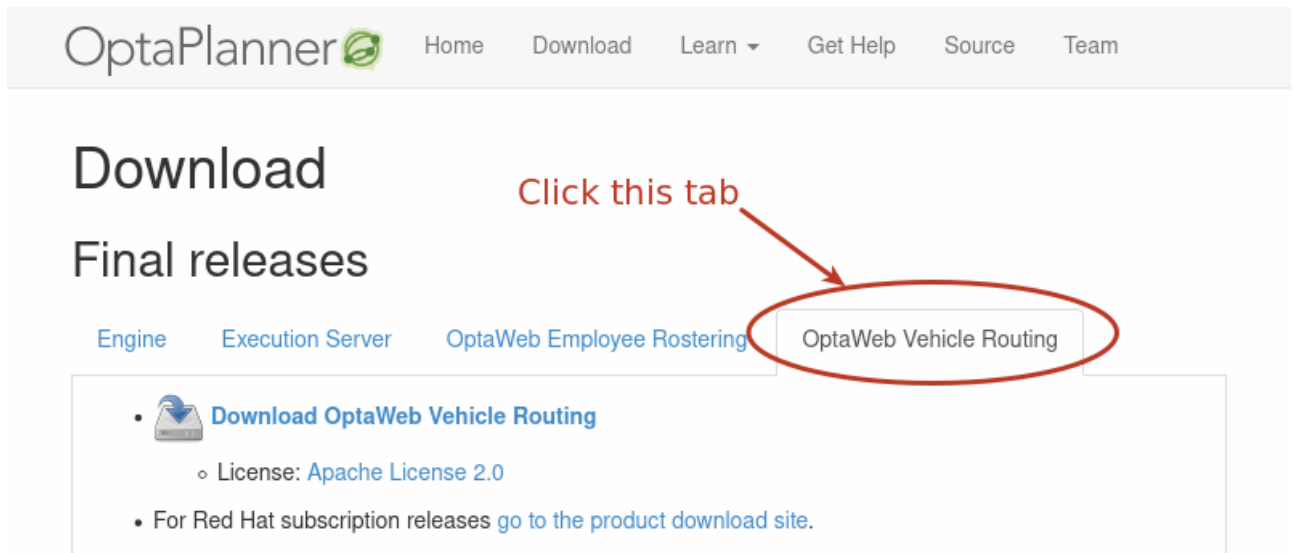 OptaPlanner Home Download Learn Get Help Source Team
Download
Click this tab
Final releases
Engine Execution Server OptaWeb Employee Rostering OptaWeb Vehicle Routing
Download OptaWeb Vehicle Routing
License: Apache License 2.0
For Red Hat subscription releases go to the product download site.